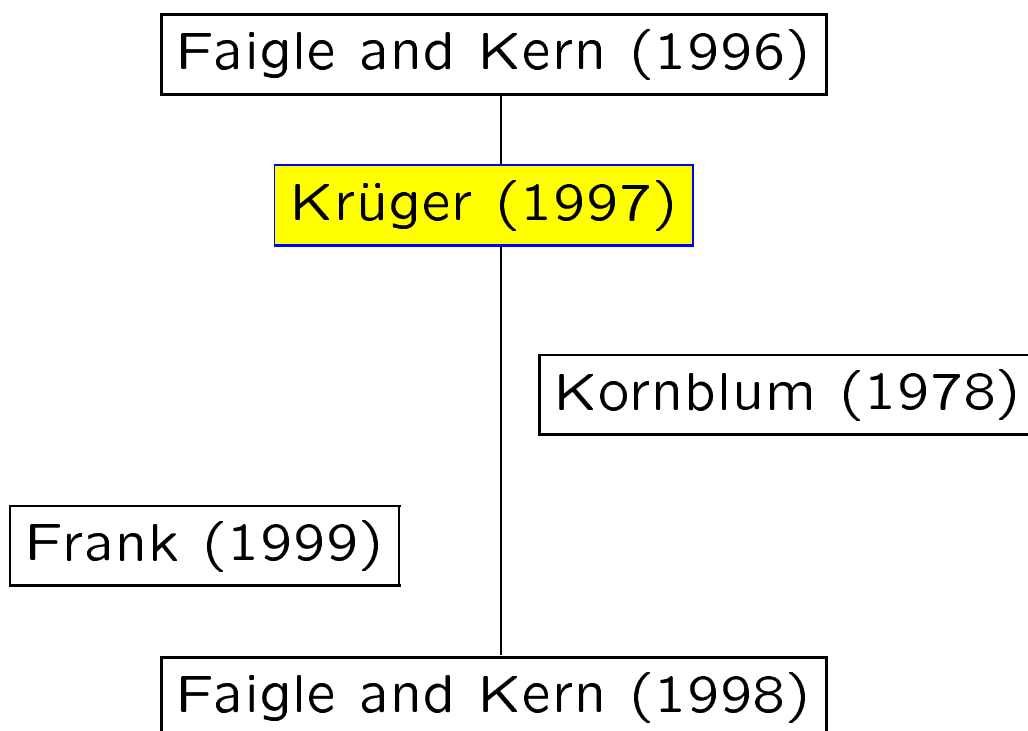 Faigle and Kern (1996)
Krüger (1997)
Kornblum (1978)
Frank (1999)
Faigle and Kern (1998)